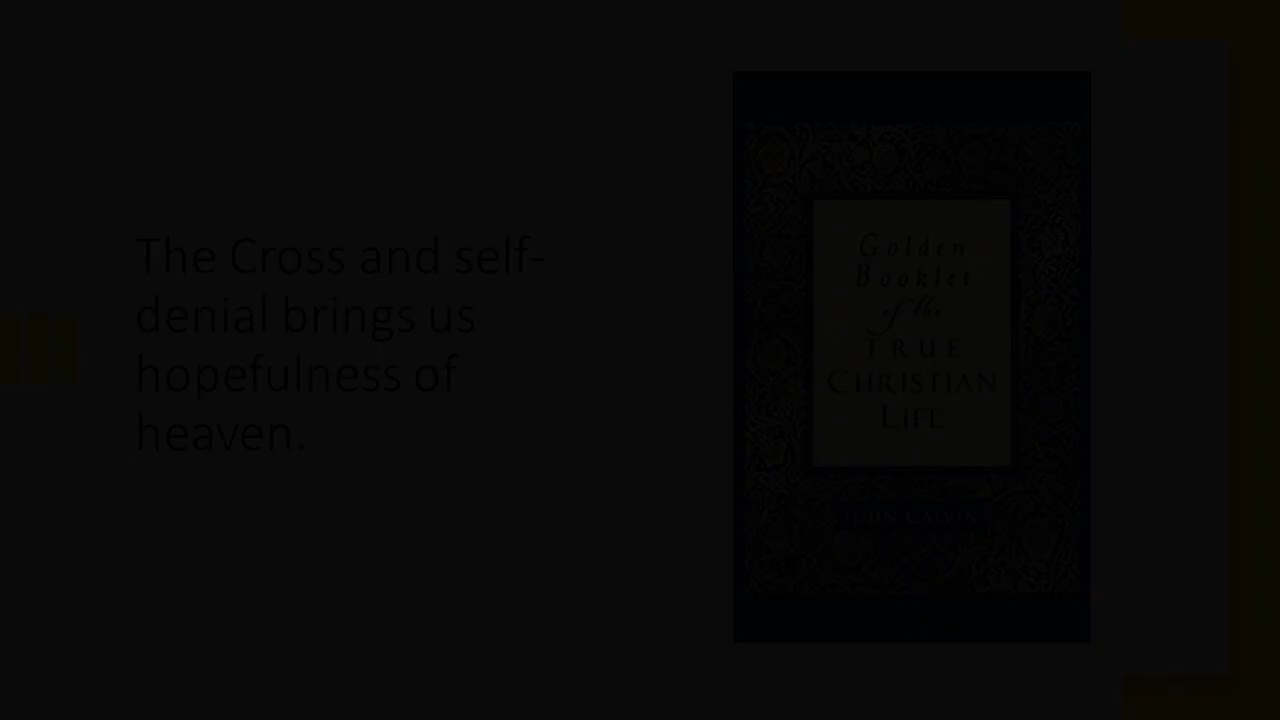 The Cross and self-
denial brings us
hopefulness of
heaven.
Golden
Booklet
of the
TRUE
CHRISTIAN
LIFE
JOHN CALVIN